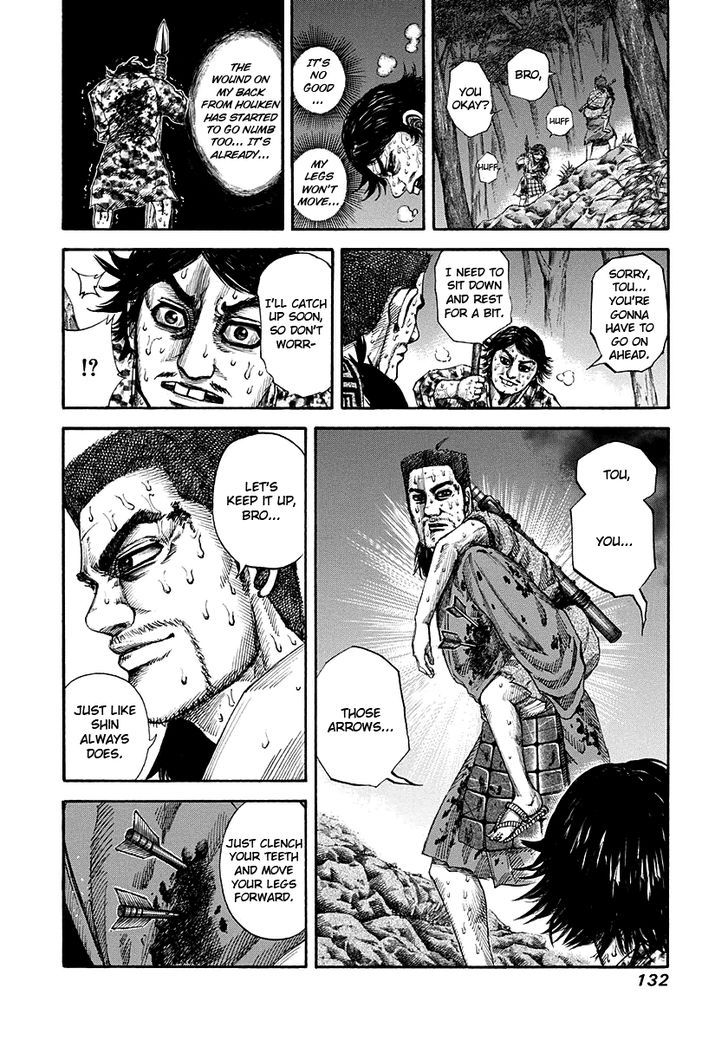 BRO,
YOU
OKAY?
HUFF
HUFF
IT'S
NO
GOOD
...
MY
LEGS
WON'T
MOVE...
THE
WOUND ON
MY BACK
FROM HOUKEN
HAS STARTED
TO GO NUMB
TOO... IT'S
ALREADY...
SORRY,
TOU...
YOU'RE
GONNA
HAVE TO
GO ON
AHEAD.
I NEED TO
SIT DOWN
AND REST
FOR A BIT.
I'LL CATCH
UP SOON,
SO DON'T
WORR-
!?
TOU,
YOU...
THOSE
ARROWS...
LET'S
KEEP IT UP,
BRO...
JUST LIKE
SHIN
ALWAYS
DOES.
JUST CLENCH
YOUR TEETH
AND MOVE
YOUR LEGS
FORWARD.
132